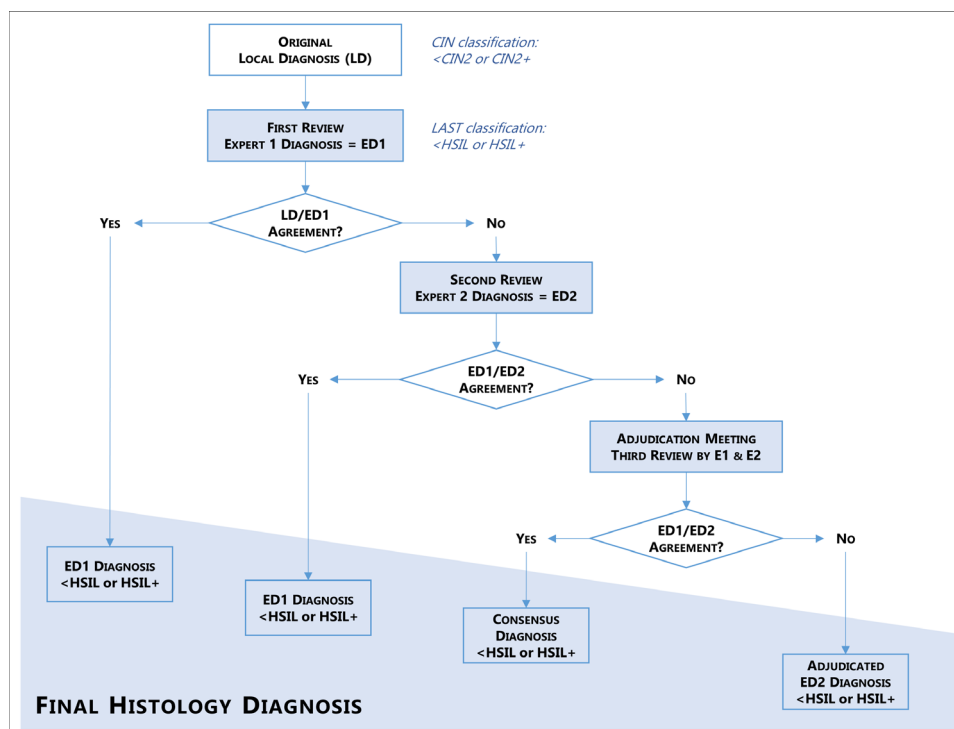 ORIGINAL
LOCAL DIAGNOSIS (LD)
CIN classification:
<CIN2 or CIN2+
FIRST REVIEW
EXPERT 1 DIAGNOSIS = ED1
LAST classification:
<HSIL or HSIL+
LD/ED1
AGREEMENT?
YES
NO
SECOND REVIEW
EXPERT 2 DIAGNOSIS = ED2
ED1/ED2
AGREEMENT?
YES
NO
ADJUDICATION MEETING
THIRD REVIEW BY E1 & E2
ED1/ED2
AGREEMENT?
YES
NO
ED1 DIAGNOSIS
<HSIL or HSIL+
ED1 DIAGNOSIS
<HSIL or HSIL+
CONSENSUS
DIAGNOSIS
<HSIL or HSIL+
ADJUDICATED
ED2 DIAGNOSIS
<HSIL or HSIL+
FINAL HISTOLOGY DIAGNOSIS